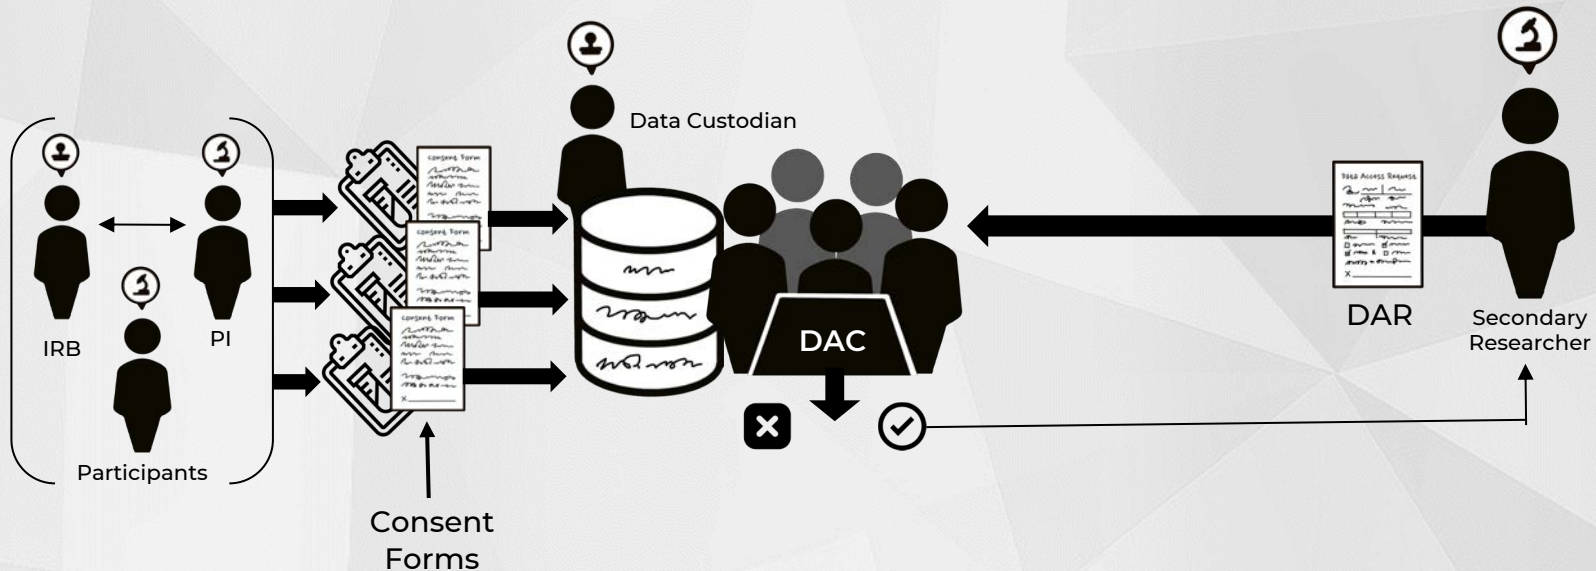 IRB
PI
Participants
Consent Form
Consent Form
Consent Form
X
Consent
Forms
Data Custodian
DAC
Data Access Request
X
DAR
Secondary
Researcher